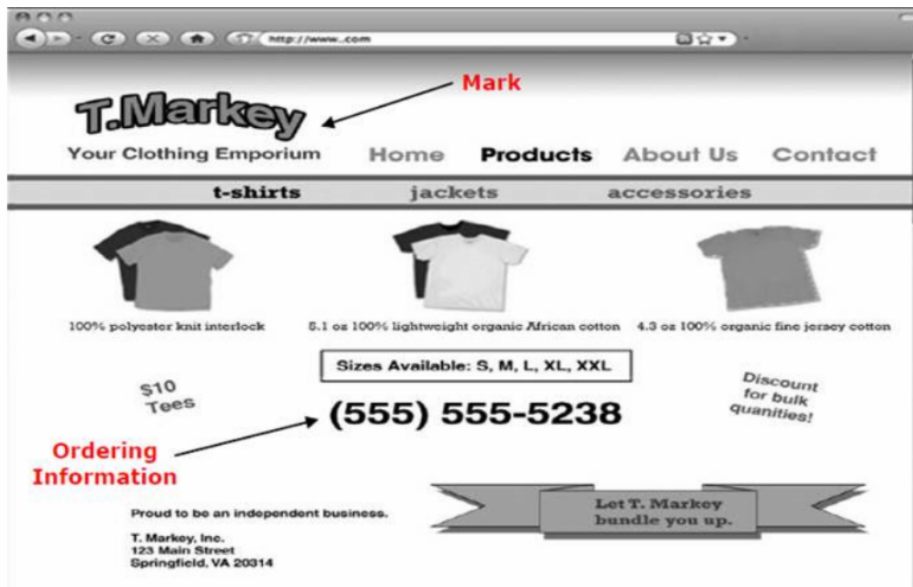 http://www..com
Mark
T.Markey
Your Clothing Emporium
Home Products About Us Contact
t-shirts jackets accessories
100% polyester knit interlock
5.1 oz 100% lightweight organic African cotton
4.3 oz 100% organic fine jersey cotton
Sizes Available: S, M, L, XL, XXL
$10
Tees
Discount
for bulk
quanities!
(555) 555-5238
Ordering
Information
Let T. Markey
bundle you up.
Proud to be an independent business.
T. Markey, Inc.
123 Main Street
Springfield, VA 20314